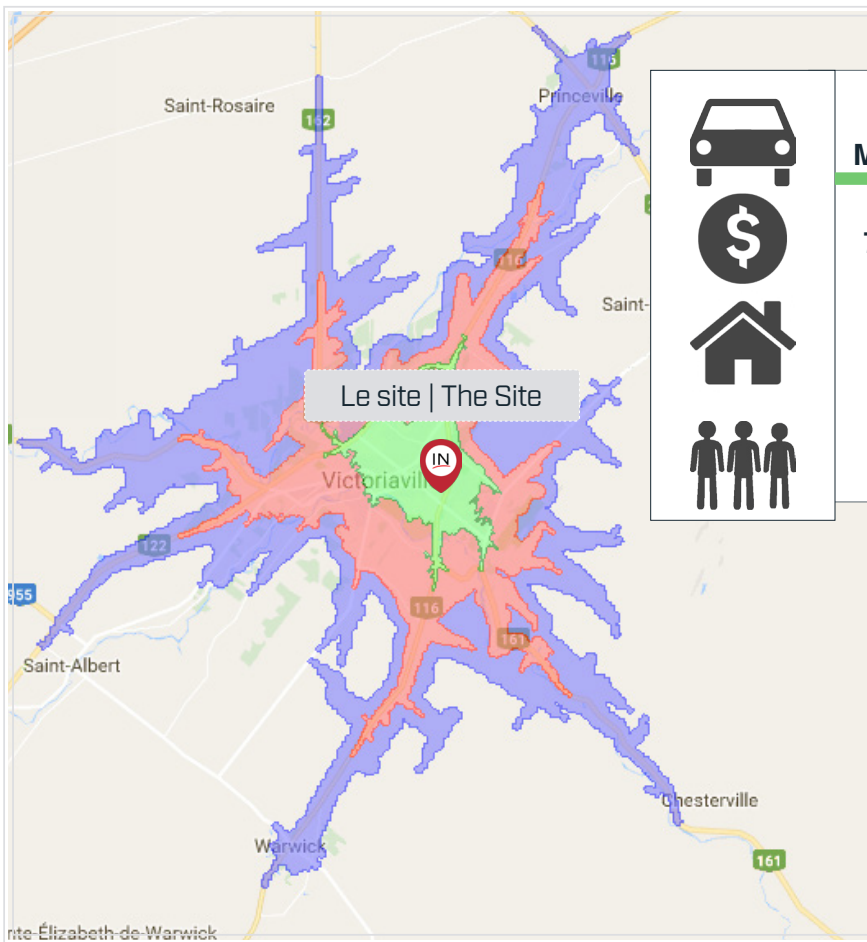 115
Princeville
Saint-Rosaire
162
M
116
Saint-
Le site | The Site
IN
Victoriavill
122
955
116
161
Saint-Albert
Chesterville
Warwick
161
nte-Élizabeth-de-Warwick
$